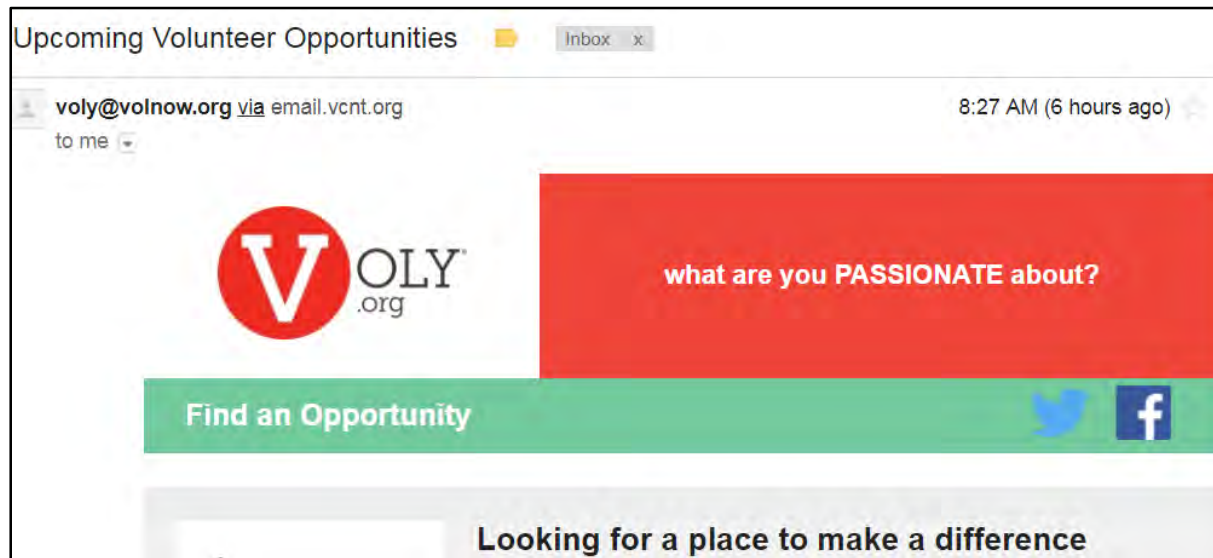 Upcoming Volunteer Opportunities
Inbox x
voly@volnow.org via email.vcnt.org
8:27 AM (6 hours ago)
to me
VOLY
.org
what are you PASSIONATE about?
Find an Opportunity
Looking for a place to make a difference